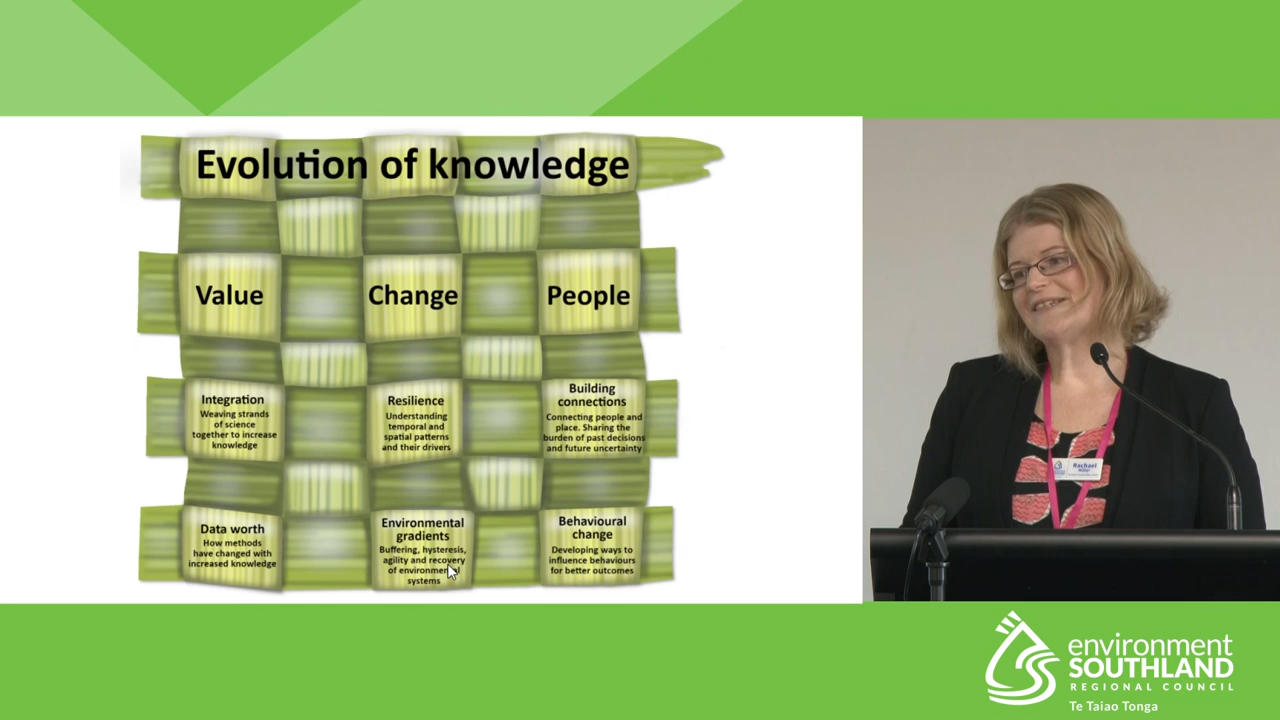 Evolution of knowledge
Value
Change
People
Integration
Weaving strands
of science
together to increase
knowledge
Resilience
Understanding
temporal and
spatial patterns
and their drivers
Building
connections
Connecting people and
place. Sharing the
burden of past decisions
and future uncertainty
Data worth
How methods
have changed with
increased knowledge
Environmental
gradients
Buffering, hysteresis,
agility and recovery
of environmental
systems
Behavioural
change
Developing ways to
influence behaviours
for better outcomes
Rachael
environment
SOUTHLAND
REGIONAL COUNCIL
Te Taiao Tonga